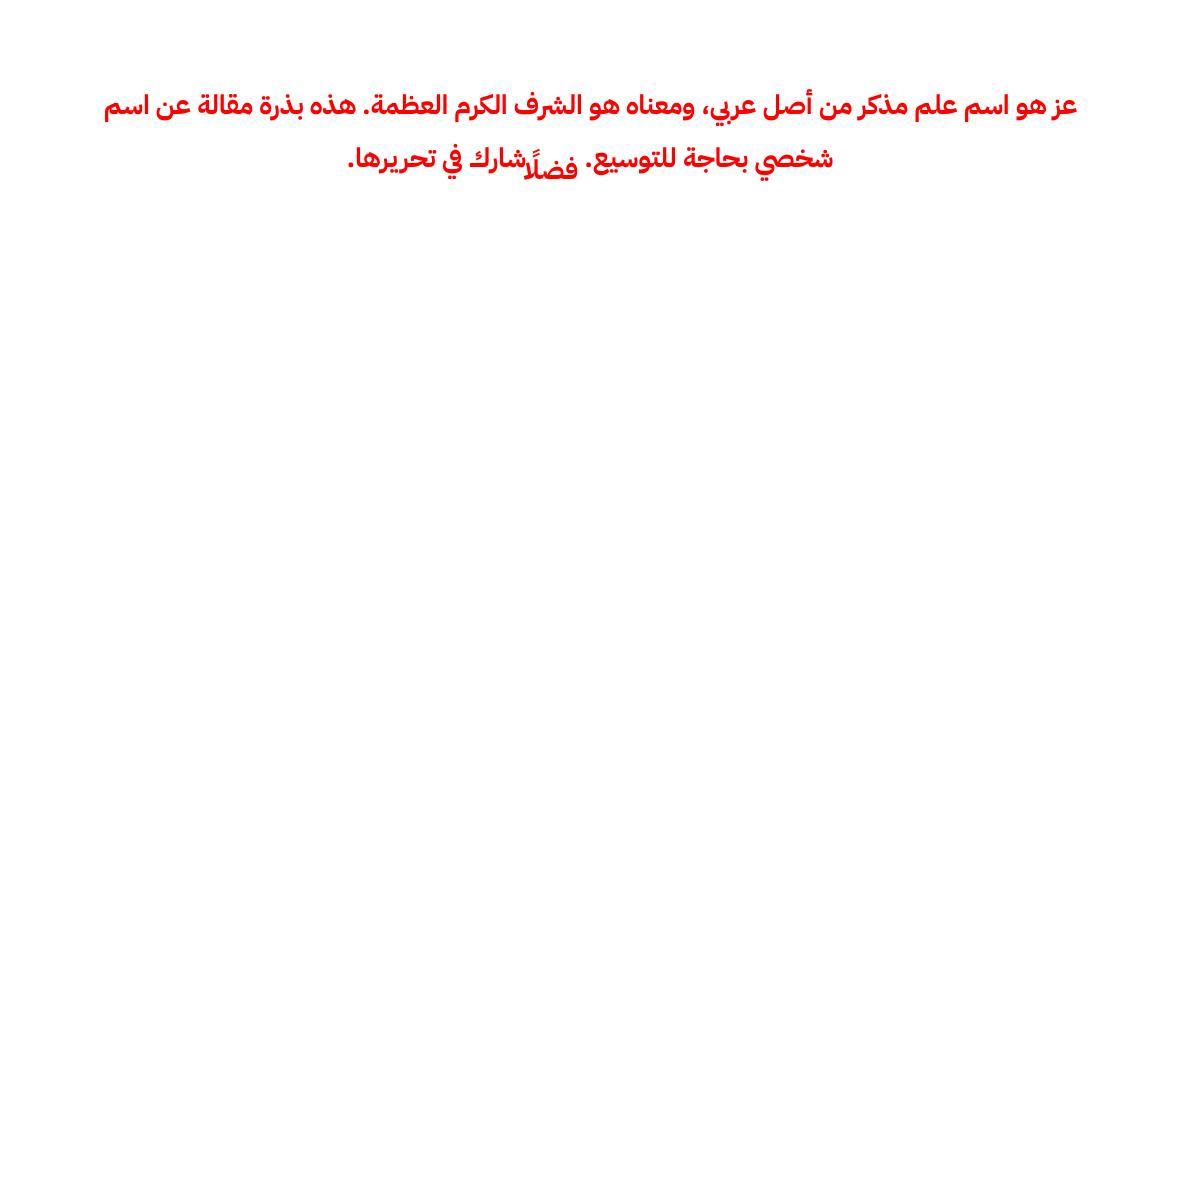 عز هو اسم علم مذكر من أصل عربي، ومعناه هو الشرف الكرم العظمة. هذه بذرة مقالة عن اسم
شخصي بحاجة للتوسيع. فضلًا شارك في تحريرها.